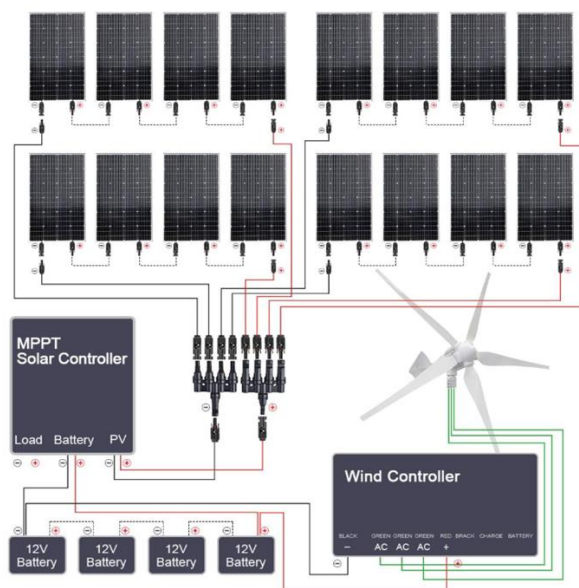 MPPT
Solar Controller
Load Battery PV
Wind Controller
BLACK GREEN GREEN GREEN RED BRACK CHARGE BATTERY
− AC AC AC +
12V 12V 12V 12V
Battery Battery Battery Battery